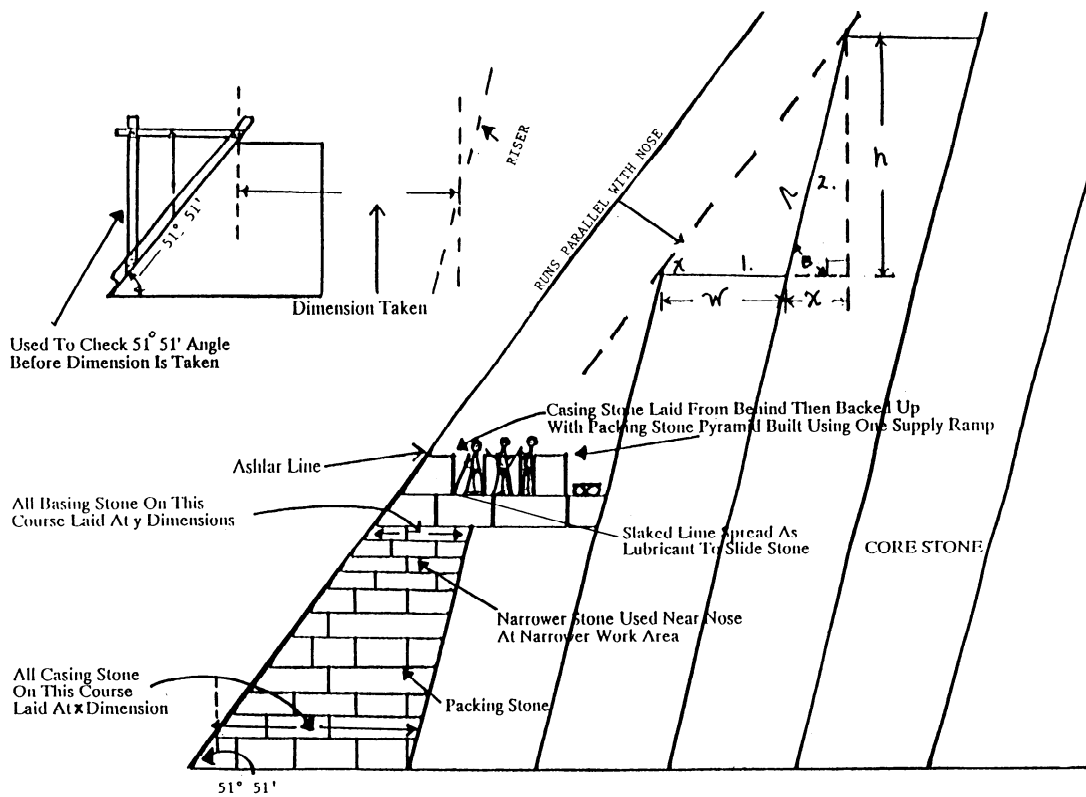 RISER
RUNS PARALLEL WITH NOSE
51° 51'
Dimension Taken
Used To Check 51° 51' Angle
Before Dimension Is Taken
h
2.
r
θ
x
1.
w
x
Casing Stone Laid From Behind Then Backed Up
With Packing Stone Pyramid Built Using One Supply Ramp
Ashlar Line
All Basing Stone On This
Course Laid At y Dimensions
Slaked Lime Spread As
Lubricant To Slide Stone
CORE STONE
Narrower Stone Used Near Nose
At Narrower Work Area
All Casing Stone
On This Course
Laid At x Dimension
Packing Stone
51° 51'